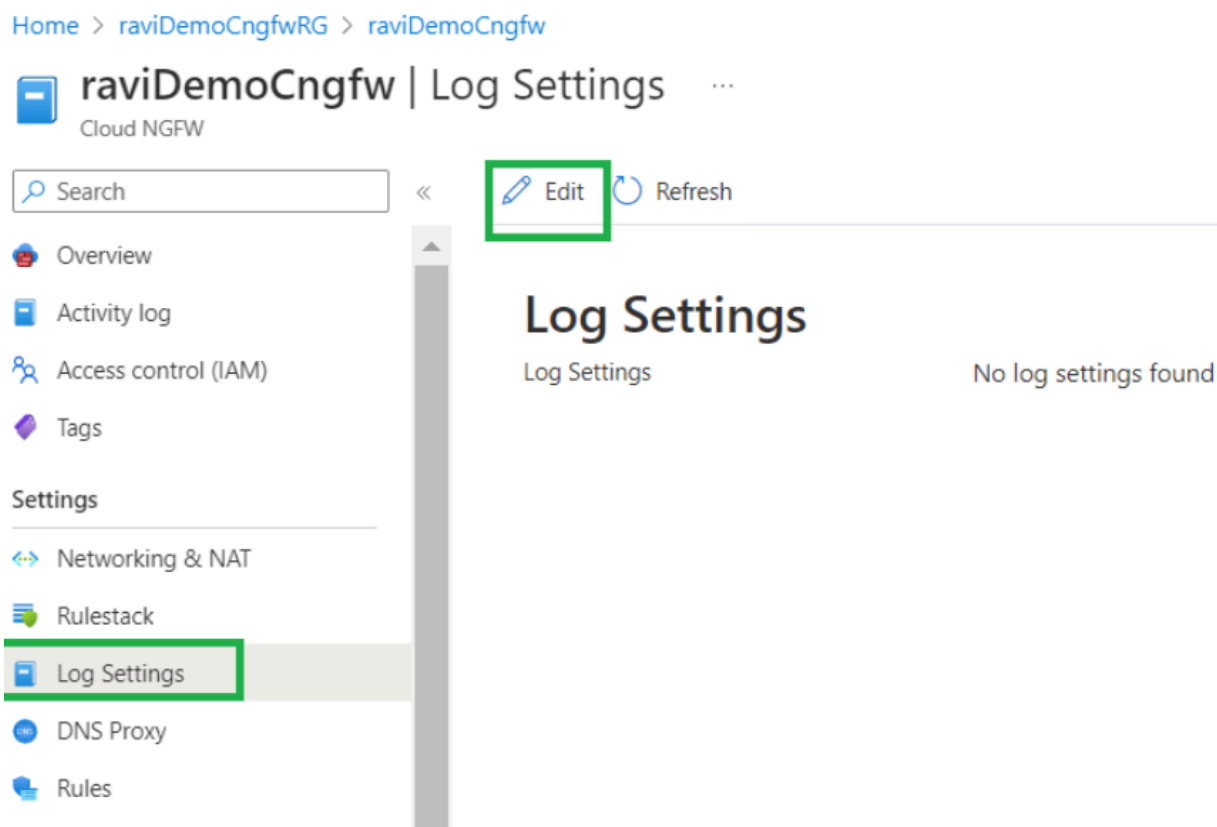 Home > raviDemoCngfwRG > raviDemoCngfw
raviDemoCngfw | Log Settings ...
Cloud NGFW
Search «
Edit Refresh
Overview
Activity log
Access control (IAM)
Tags
Settings
Networking & NAT
Rulestack
Log Settings
DNS Proxy
Rules
Log Settings
Log Settings No log settings found